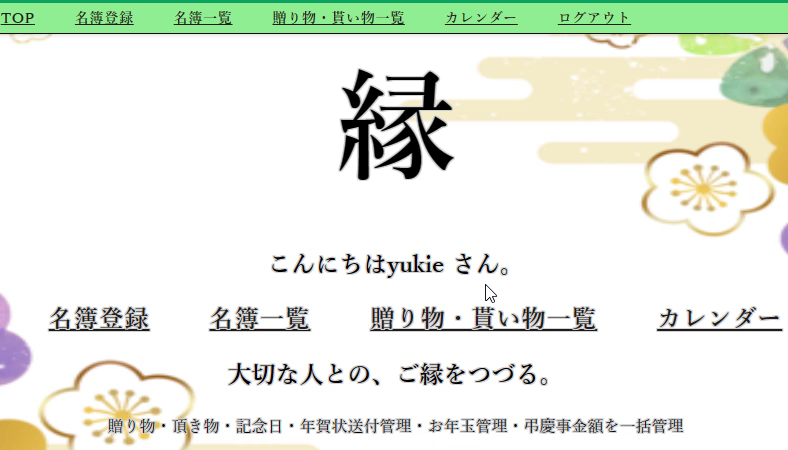 TOP 名簿登録 名簿一覧 贈り物・貰い物一覧 カレンダー ログアウト
縁
こんにちはyukie さん。
名簿登録 名簿一覧 贈り物・貰い物一覧 カレンダー
大切な人との、ご縁をつづる。
贈り物・頂き物・記念日・年賀状送付管理・お年玉管理・弔慶事金額を一括管理